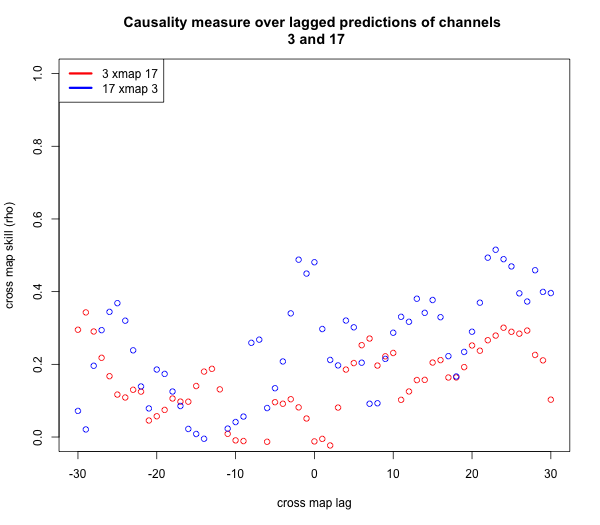 Causality measure over lagged predictions of channels
3 and 17
3 xmap 17
17 xmap 3
cross map skill (rho)
1.0
0.8
0.6
0.4
0.2
0.0
-30 -20 -10 0 10 20 30
cross map lag